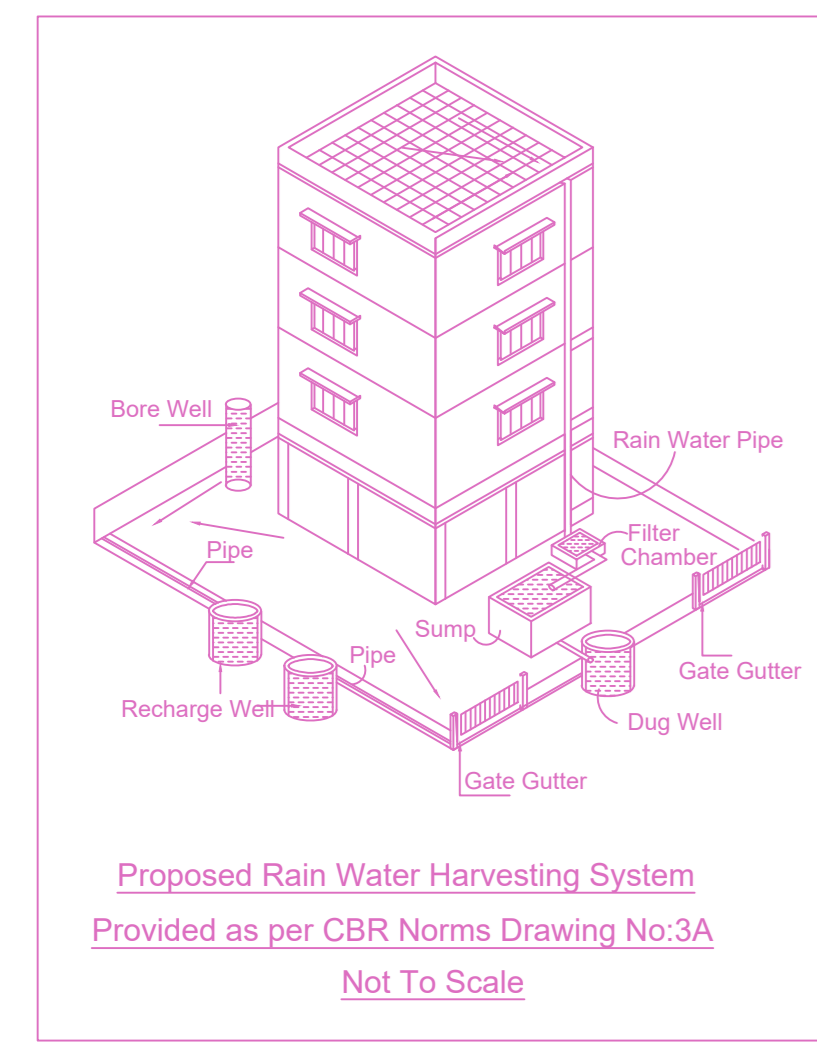 Bore Well
Rain Water Pipe
Filter
Chamber
Pipe
Sump
Pipe
Gate Gutter
Recharge Well
Dug Well
Gate Gutter
Proposed Rain Water Harvesting System
Provided as per CBR Norms Drawing No:3A
Not To Scale